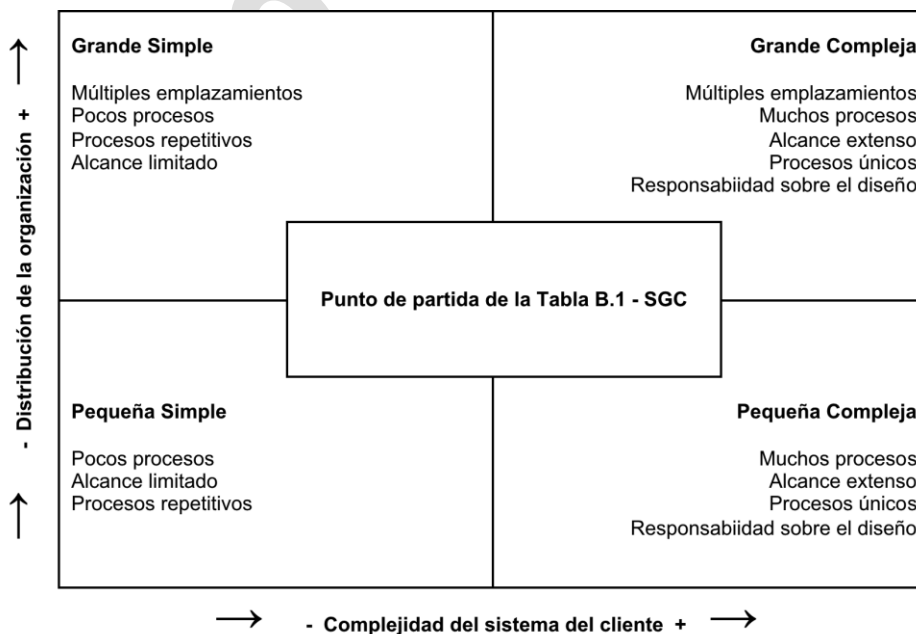 Grande Simple
Múltiples emplazamientos
Pocos procesos
Procesos repetitivos
Alcance limitado
Grande Compleja
Múltiples emplazamientos
Muchos procesos
Alcance extenso
Procesos únicos
Responsabiidad sobre el diseño
Punto de partida de la Tabla B.1 - SGC
Pequeña Simple
Pocos procesos
Alcance limitado
Procesos repetitivos
Pequeña Compleja
Muchos procesos
Alcance extenso
Procesos únicos
Responsabiidad sobre el diseño
- Distribución de la organización +
- Complejidad del sistema del cliente +